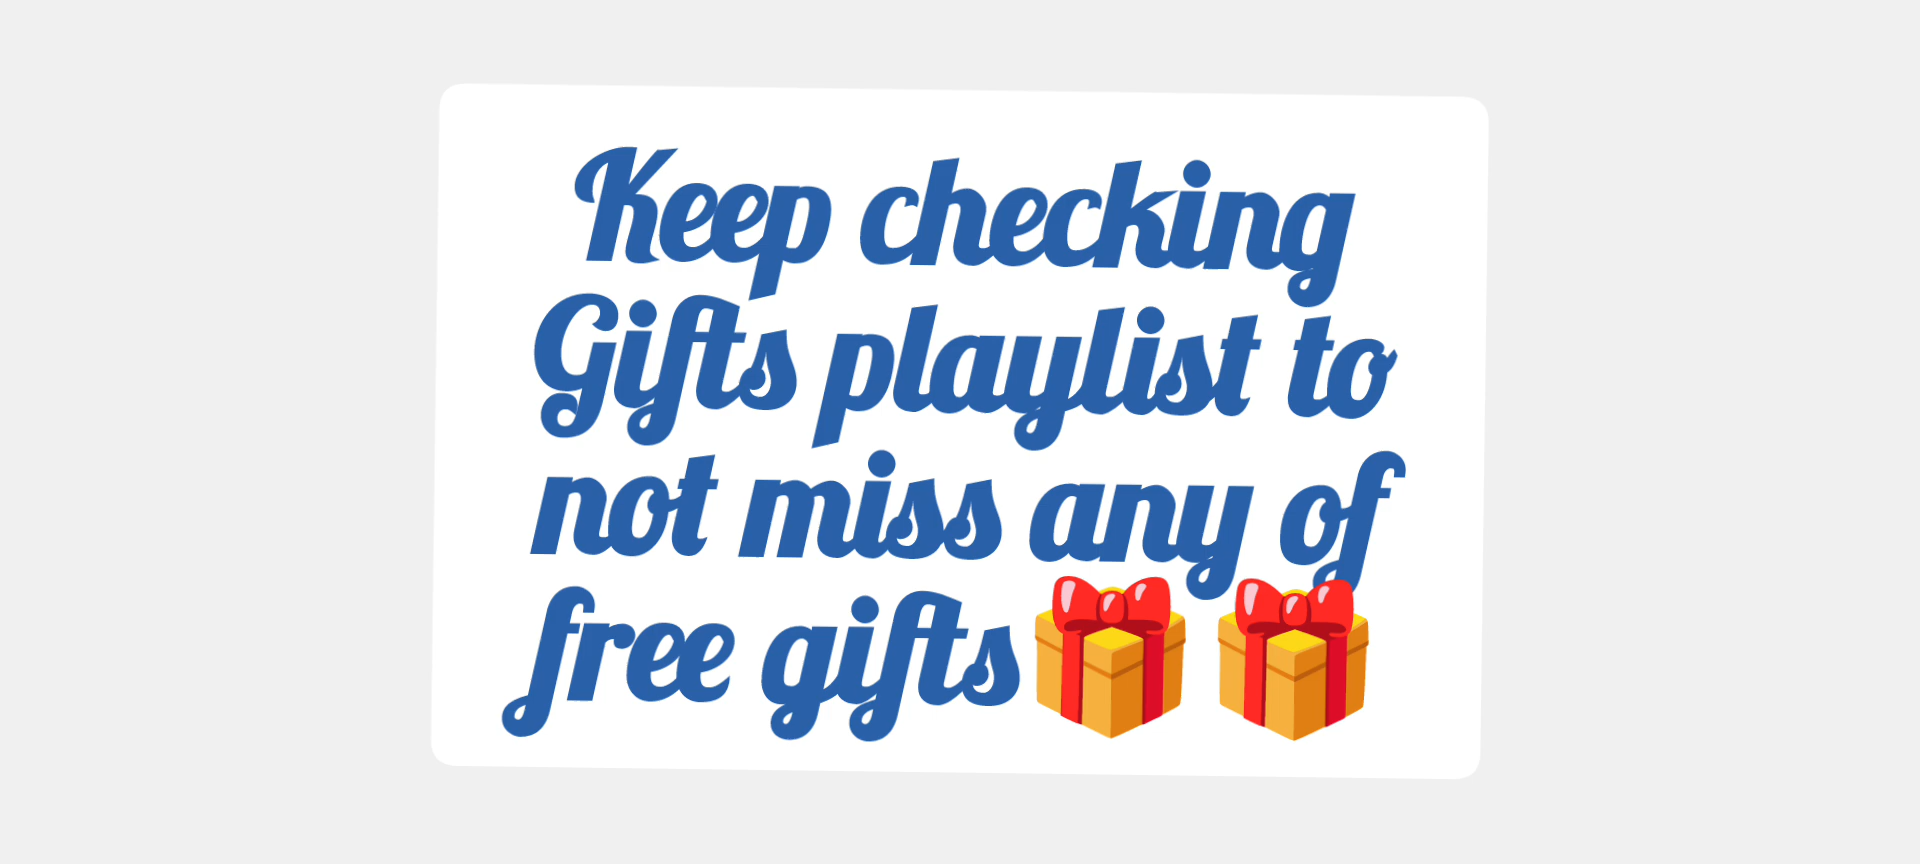 Keep checking
Gifts playlist to
not miss any of
free gifts🎁 🎁